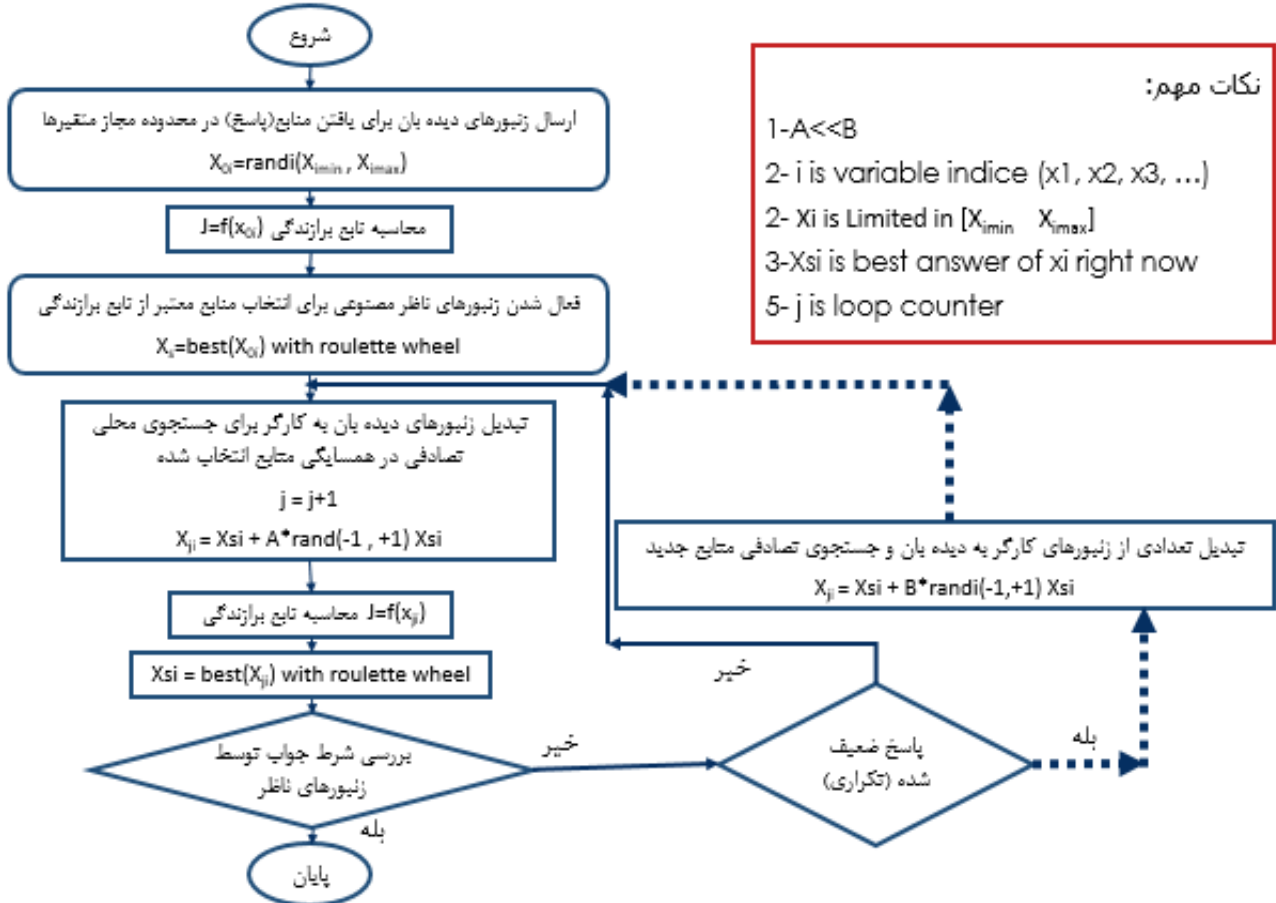 شروع
ارسال زنبورهای دیده بان برای یافتن منابع(پاسخ) در محدوده مجاز متغیرها
X0i=randi(Ximin , Ximax)
محاسبه تابع برازندگی J=f(x0i)
فعال شدن زنبورهای ناظر مصنوعی برای انتخاب منابع معتبر از تابع برازندگی
Xs=best(X0i) with roulette wheel
تبدیل زنبورهای دیده بان به کارگر برای جستجوی محلی
تصادفی در همسایگی منابع انتخاب شده
j = j+1
Xji = Xsi + A*rand(-1 , +1) Xsi
محاسبه تابع برازندگی J=f(xji)
Xsi = best(Xji) with roulette wheel
بررسی شرط جواب توسط
زنبورهای ناظر
بله
پایان
خیر
پاسخ ضعیف
شده (تکراری)
خیر
بله
تبدیل تعدادی از زنبورهای کارگر به دیده بان و جستجوی تصادفی منابع جدید
Xji = Xsi + B*randi(-1,+1) Xsi
نکات مهم:
1-A<<B
2- i is variable indice (x1, x2, x3, ...)
2- Xi is Limited in [Ximin Ximax]
3-Xsi is best answer of xi right now
5- j is loop counter